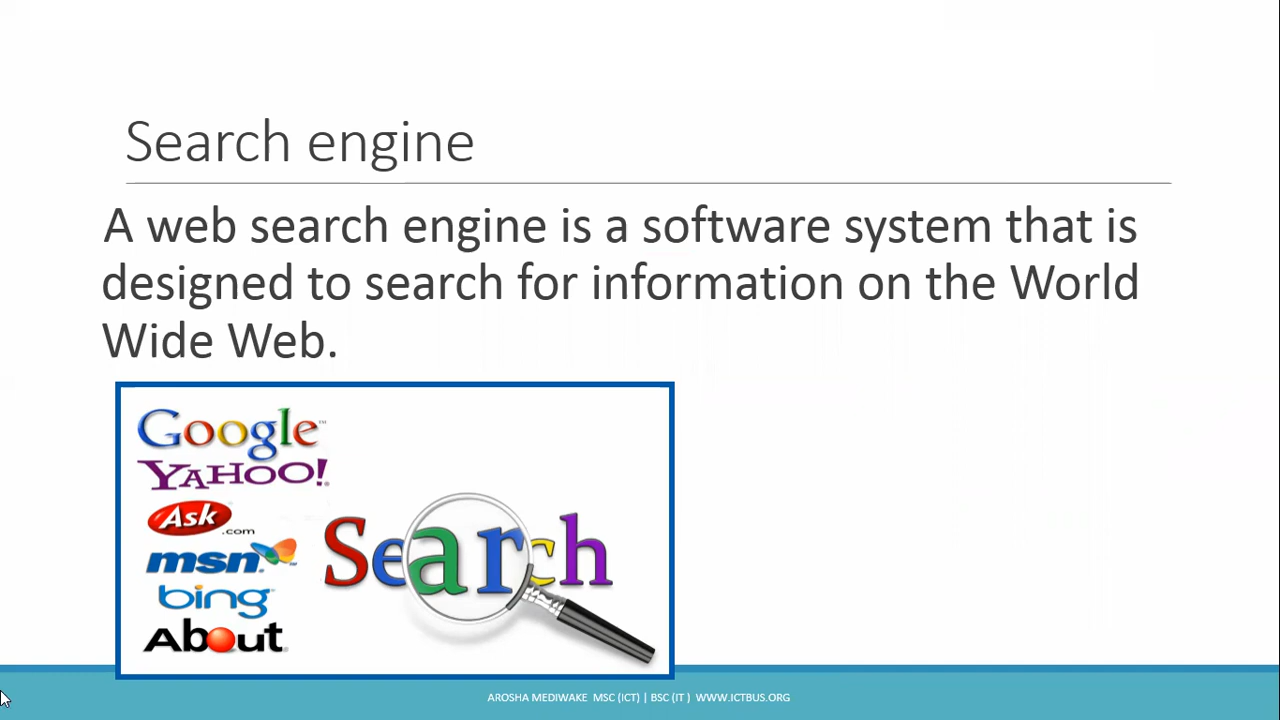 Search engine
A web search engine is a software system that is
designed to search for information on the World
Wide Web.
Google™
YAHOO!
Ask.com
msn
bing
About
Search
AROSHA MEDIWAKE MSC (ICT) | BSC (IT ) WWW.ICTBUS.ORG